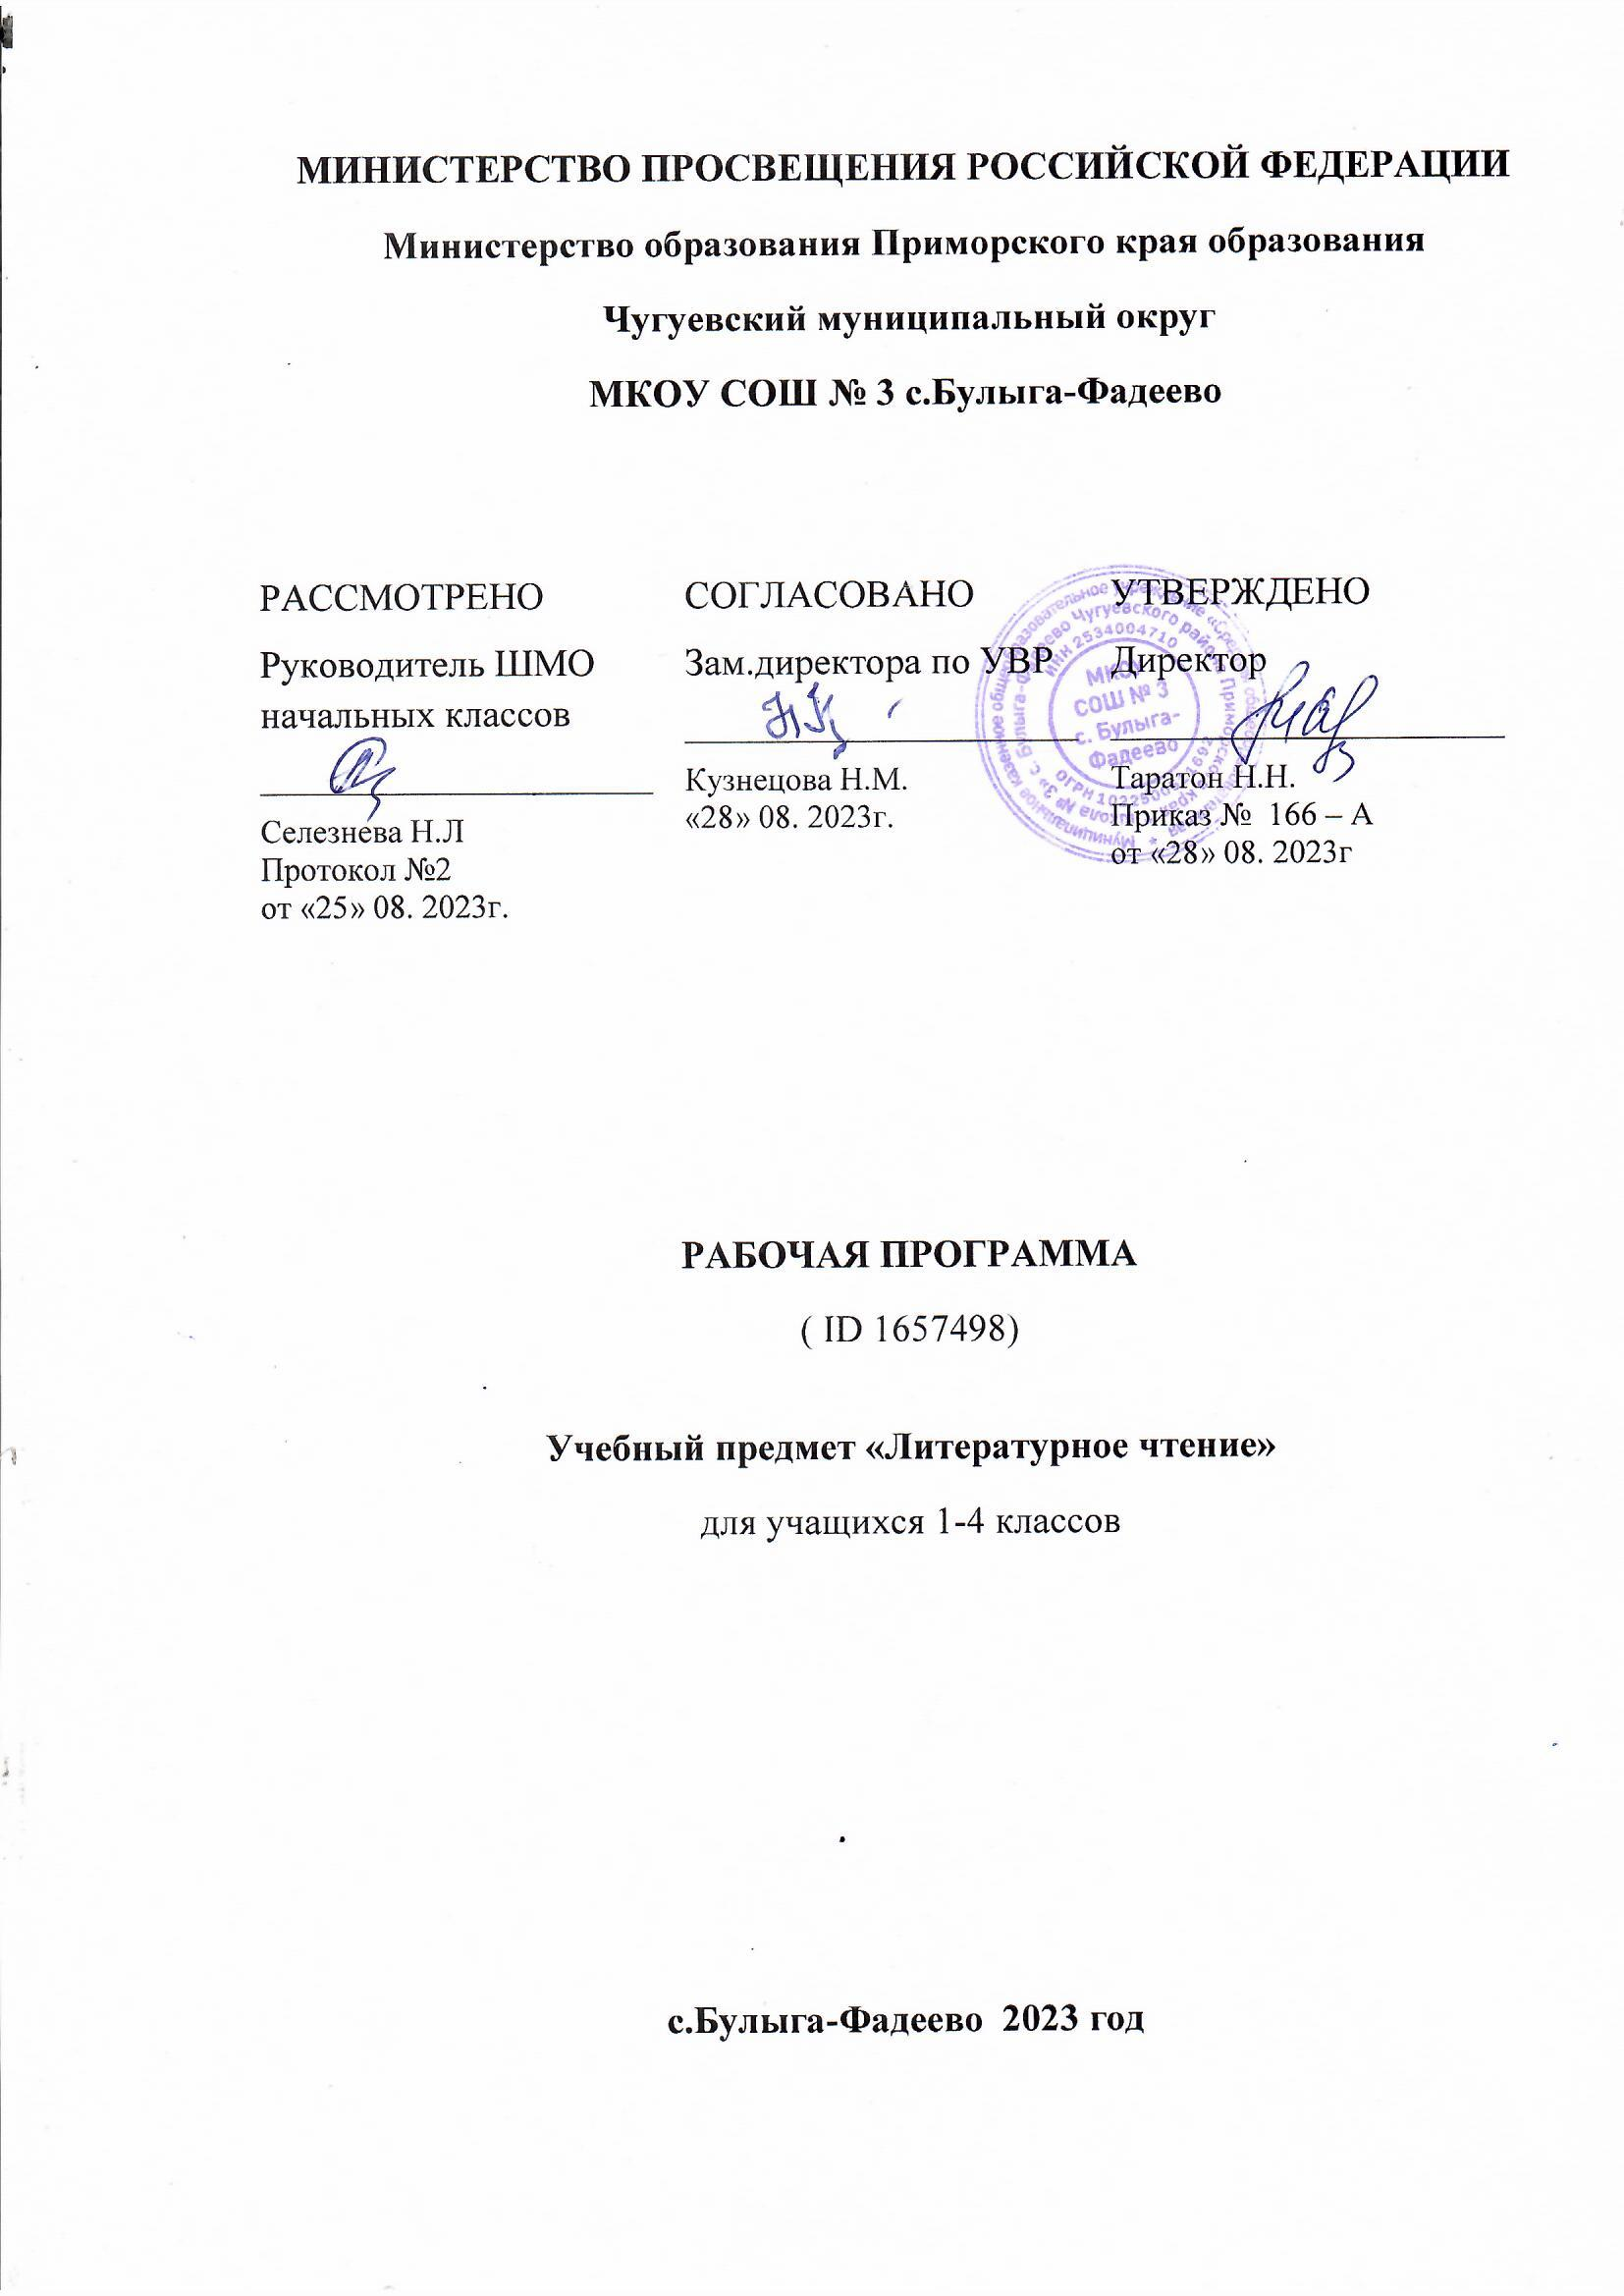 МИНИСТЕРСТВО ПРОСВЕЩЕНИЯ РОССИЙСКОЙ ФЕДЕРАЦИИ
Министерство образования Приморского края образования
Чугуевский муниципальный округ
МКОУ СОШ № 3 с.Булыга-Фадеево
РАССМОТРЕНО
Руководитель ШМО
начальных классов
Селезнева Н.Л
Протокол №2
от «25» 08. 2023г.
СОГЛАСОВАНО
Зам.директора по УВР
Кузнецова Н.М.
«28» 08. 2023г.
УТВЕРЖДЕНО
Директор
Таратон Н.Н.
Приказ № 166 – А
от «28» 08. 2023г
МКОУ
СОШ № 3
с. Булыга-
Фадеево
ИНН 2534004710
РАБОЧАЯ ПРОГРАММА
( ID 1657498)
Учебный предмет «Литературное чтение»
для учащихся 1-4 классов
с.Булыга-Фадеево 2023 год